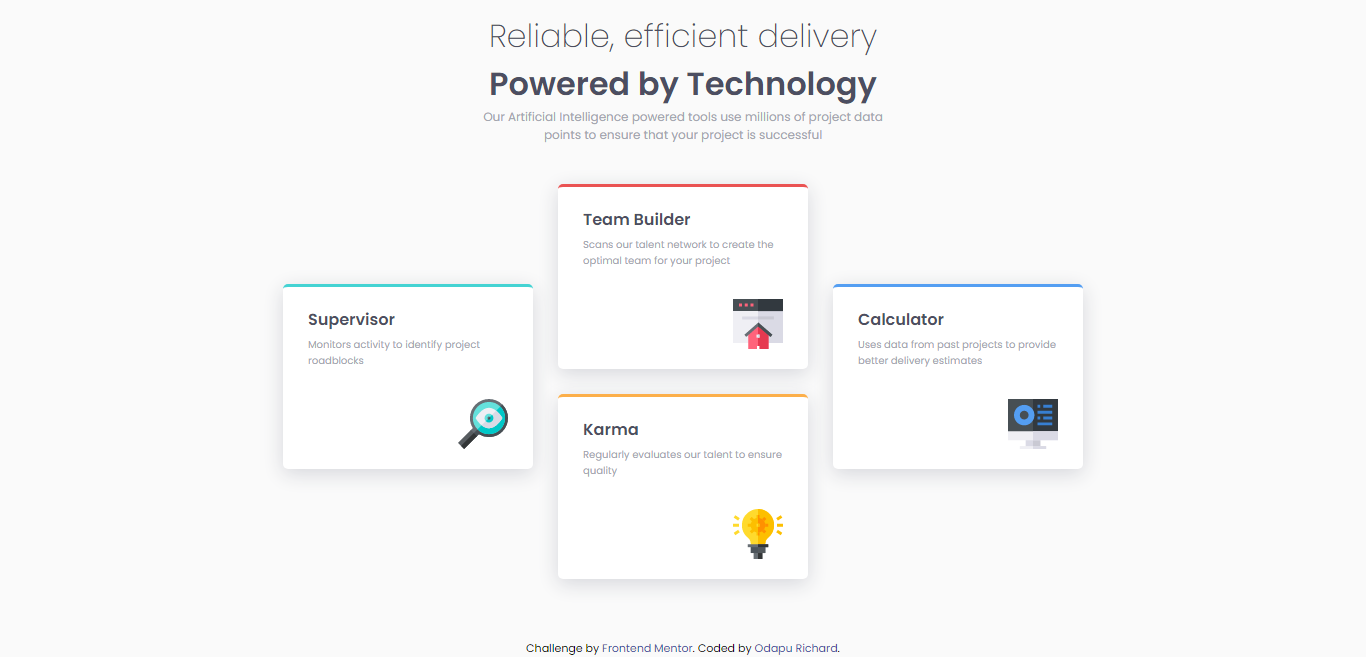 Reliable, efficient delivery
Powered by Technology
Our Artificial Intelligence powered tools use millions of project data
points to ensure that your project is successful
Team Builder
Scans our talent network to create the
optimal team for your project
Supervisor
Monitors activity to identify project
roadblocks
Calculator
Uses data from past projects to provide
better delivery estimates
Karma
Regularly evaluates our talent to ensure
quality
Challenge by Frontend Mentor. Coded by Odapu Richard.